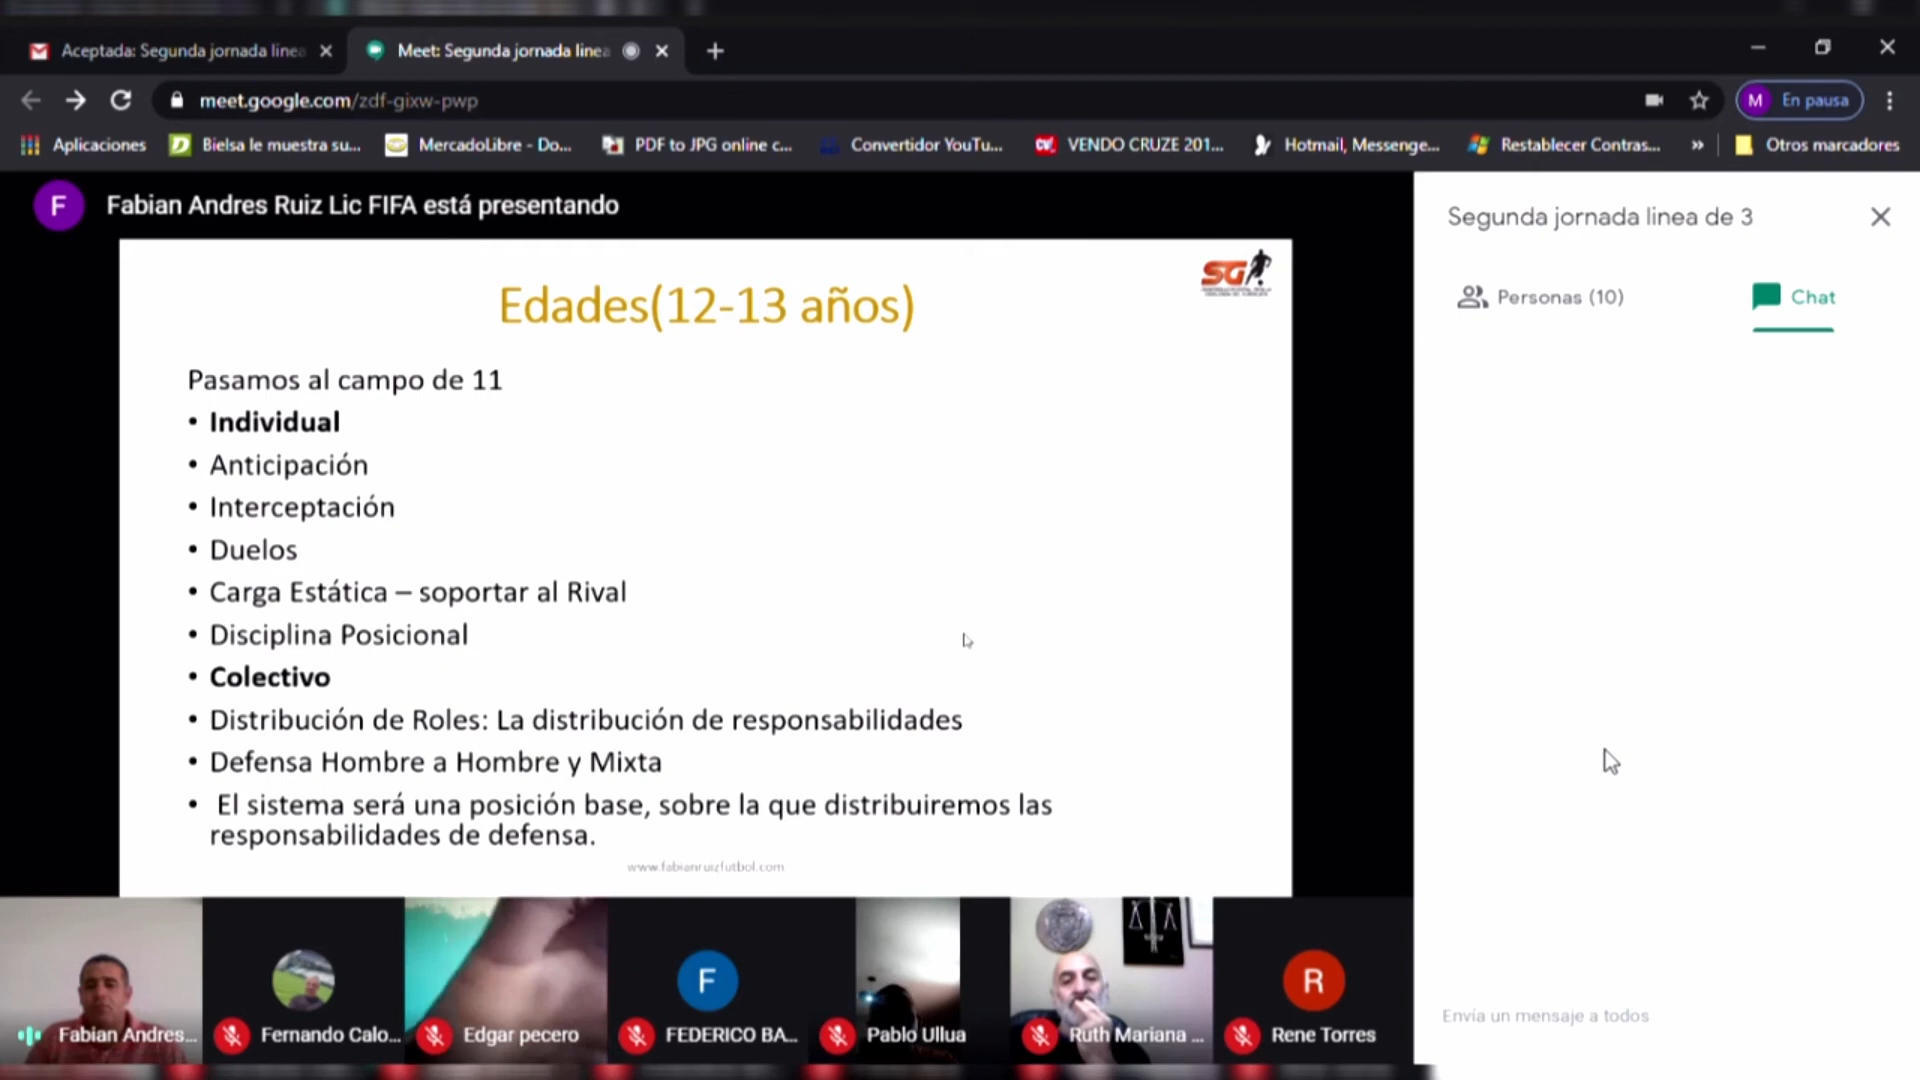 Aceptada: Segunda jornada linea
Meet: Segunda jornada linea
meet.google.com/zdf-gixw-pwp
M En pausa
Aplicaciones
Bielsa le muestra su...
MercadoLibre - Do...
PDF to JPG online c...
Convertidor YouTu...
VENDO CRUZE 201...
Hotmail, Messenge...
Restablecer Contras...
»
Otros marcadores
F Fabian Andres Ruiz Lic FIFA está presentando
Segunda jornada linea de 3
Personas (10)
Chat
SG
Edades(12-13 años)
Pasamos al campo de 11
• Individual
• Anticipación
• Interceptación
• Duelos
• Carga Estática – soportar al Rival
• Disciplina Posicional
• Colectivo
• Distribución de Roles: La distribución de responsabilidades
• Defensa Hombre a Hombre y Mixta
• El sistema será una posición base, sobre la que distribuiremos las
responsabilidades de defensa.
www.fabianruizfutbol.com
F
R
Fabian Andres...
Fernando Calo...
Edgar pecero
FEDERICO BA...
Pablo Ullua
Ruth Mariana ...
Rene Torres
Envía un mensaje a todos